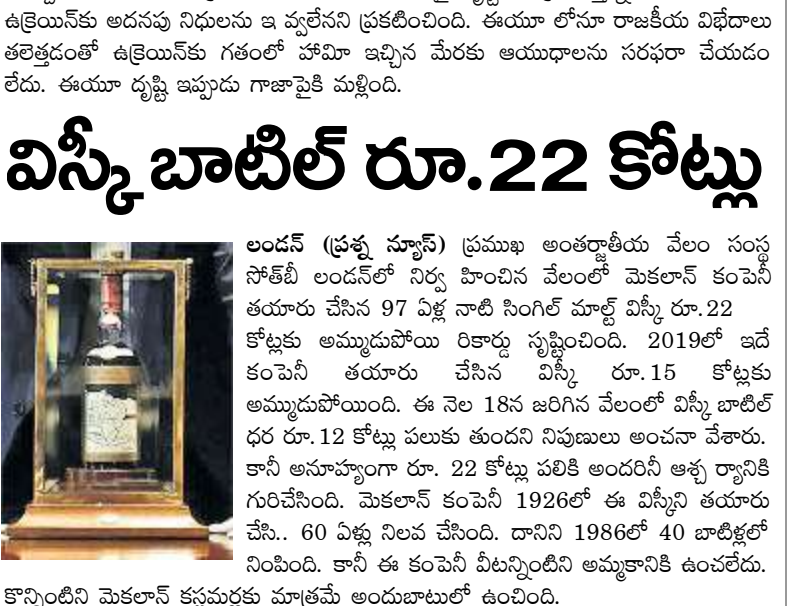 ఉక్రెయిన్‌కు అదనపు నిధులను ఇ వ్వలేనని ప్రకటించింది. ఈయూ లోనూ రాజకీయ విభేదాలు
తలెత్తడంతో ఉక్రెయిన్‌కు గతంలో హామీ ఇచ్చిన మేరకు ఆయుధాలను సరఫరా చేయడం
లేదు. ఈయూ దృష్టి ఇప్పుడు గాజాపైకి మళ్లింది.
విస్కీ బాటిల్ రూ.22 కోట్లు
లండన్ (ప్రశ్న న్యూస్) ప్రముఖ అంతర్జాతీయ వేలం సంస్థ
సోత్‌బీ లండన్‌లో నిర్వ హించిన వేలంలో మెకలాన్ కంపెనీ
తయారు చేసిన 97 ఏళ్ల నాటి సింగిల్ మాల్ట్ విస్కీ రూ.22
కోట్లకు అమ్ముడుపోయి రికార్డు సృష్టించింది. 2019లో ఇదే
కంపెనీ తయారు చేసిన విస్కీ రూ.15 కోట్లకు
అమ్ముడుపోయింది. ఈ నెల 18న జరిగిన వేలంలో విస్కీ బాటిల్
ధర రూ.12 కోట్లు పలుకు తుందని నిపుణులు అంచనా వేశారు.
కానీ అనూహ్యంగా రూ. 22 కోట్లు పలికి అందరినీ ఆశ్చ ర్యానికి
గురిచేసింది. మెకలాన్ కంపెనీ 1926లో ఈ విస్కీని తయారు
చేసి.. 60 ఏళ్లు నిలవ చేసింది. దానిని 1986లో 40 బాటిళ్లలో
నింపింది. కానీ ఈ కంపెనీ వీటన్నింటిని అమ్మకానికి ఉంచలేదు.
కొన్నింటిని మెకలాన్ కస్టమర్లకు మాత్రమే అందుబాటులో ఉంచింది.